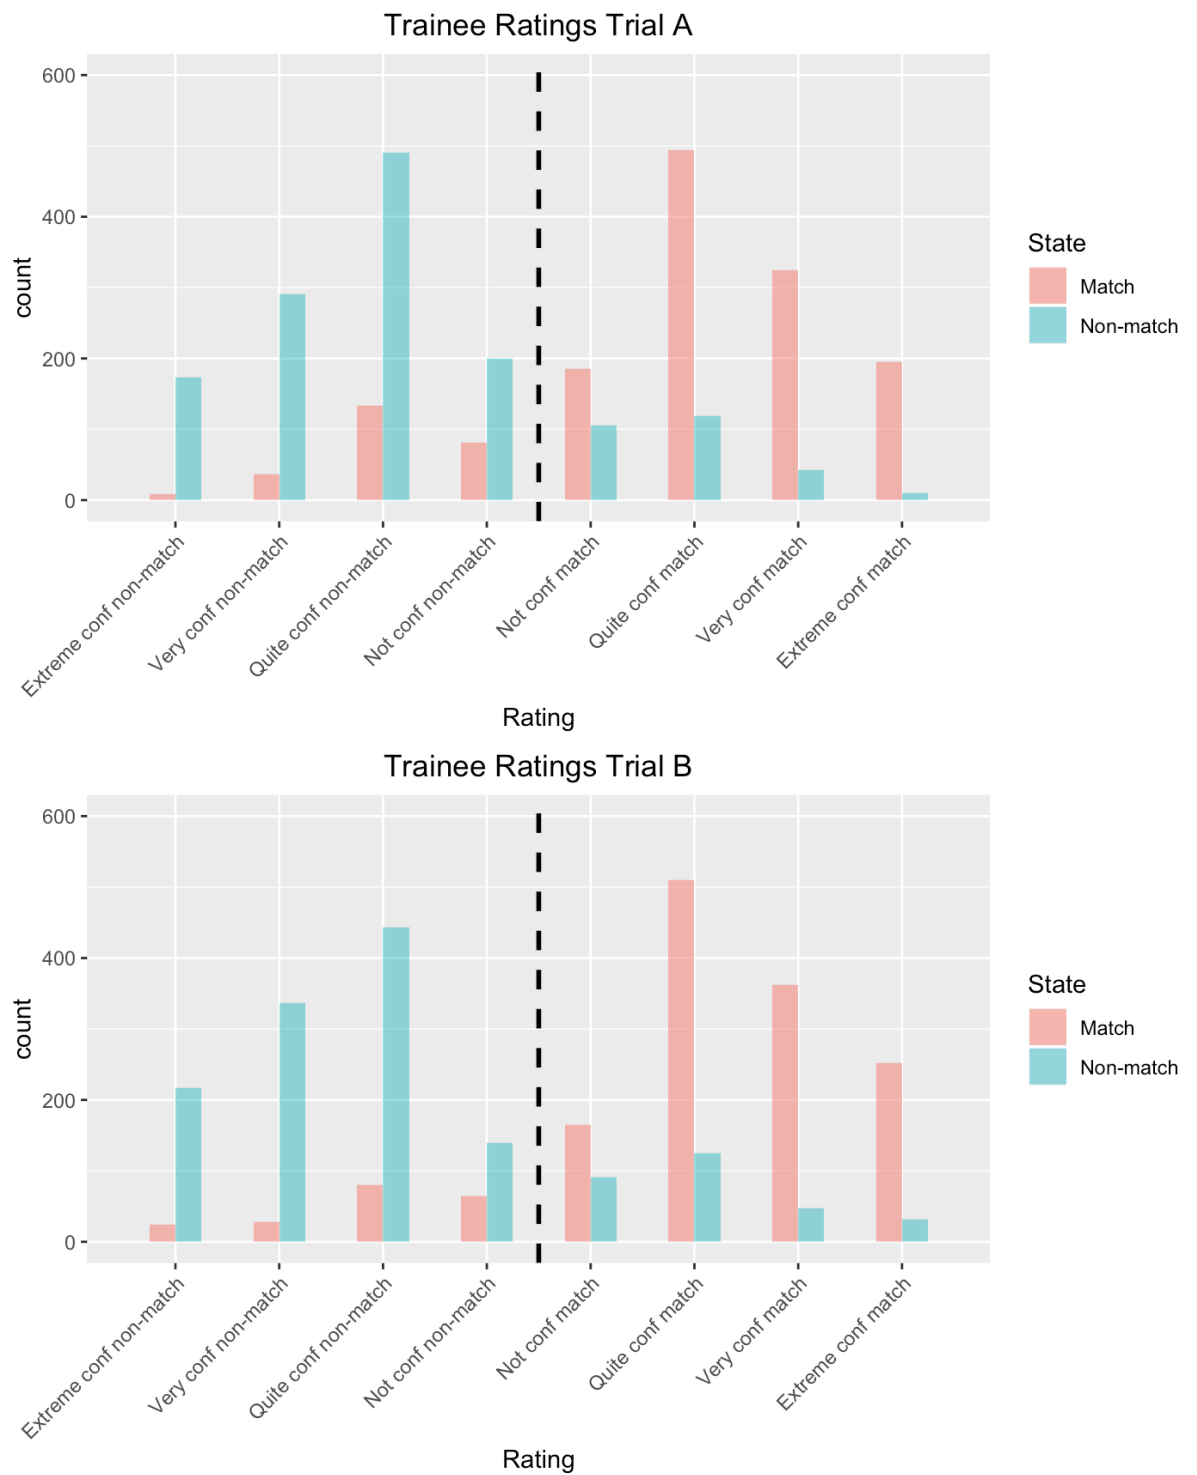 Trainee Ratings Trial A
600
400
200
0
count
Extreme conf non-match
Very conf non-match
Quite conf non-match
Not conf non-match
Not conf match
Quite conf match
Very conf match
Extreme conf match
Rating
State
Match
Non-match
Trainee Ratings Trial B
600
400
200
0
count
Extreme conf non-match
Very conf non-match
Quite conf non-match
Not conf non-match
Not conf match
Quite conf match
Very conf match
Extreme conf match
Rating
State
Match
Non-match